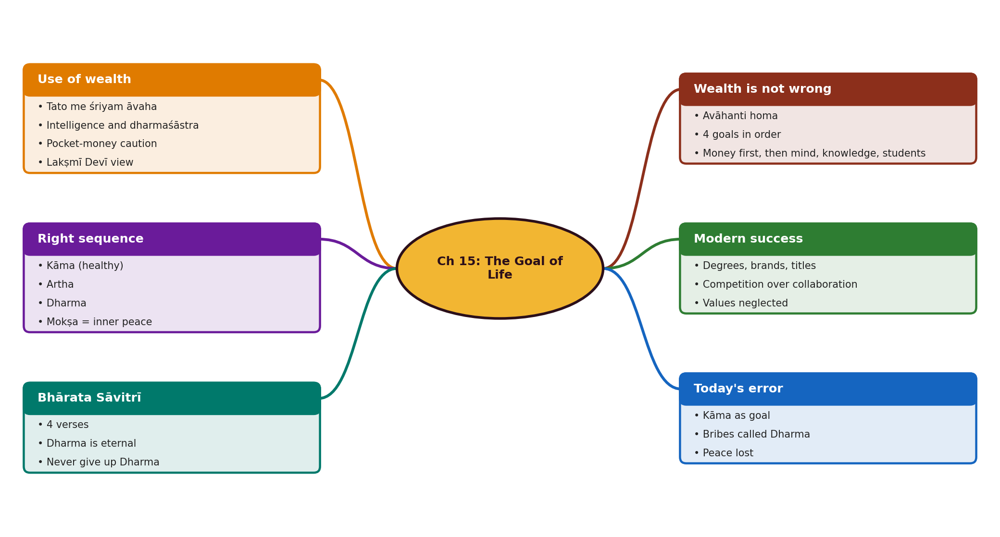 Ch 15: The Goal of
Life
Use of wealth
• Tato me śriyam āvaha
• Intelligence and dharmaśāstra
• Pocket-money caution
• Lakṣmī Devī view
Right sequence
• Kāma (healthy)
• Artha
• Dharma
• Mokṣa = inner peace
Bhārata Sāvitrī
• 4 verses
• Dharma is eternal
• Never give up Dharma
Wealth is not wrong
• Avāhanti homa
• 4 goals in order
• Money first, then mind, knowledge, students
Modern success
• Degrees, brands, titles
• Competition over collaboration
• Values neglected
Today's error
• Kāma as goal
• Bribes called Dharma
• Peace lost